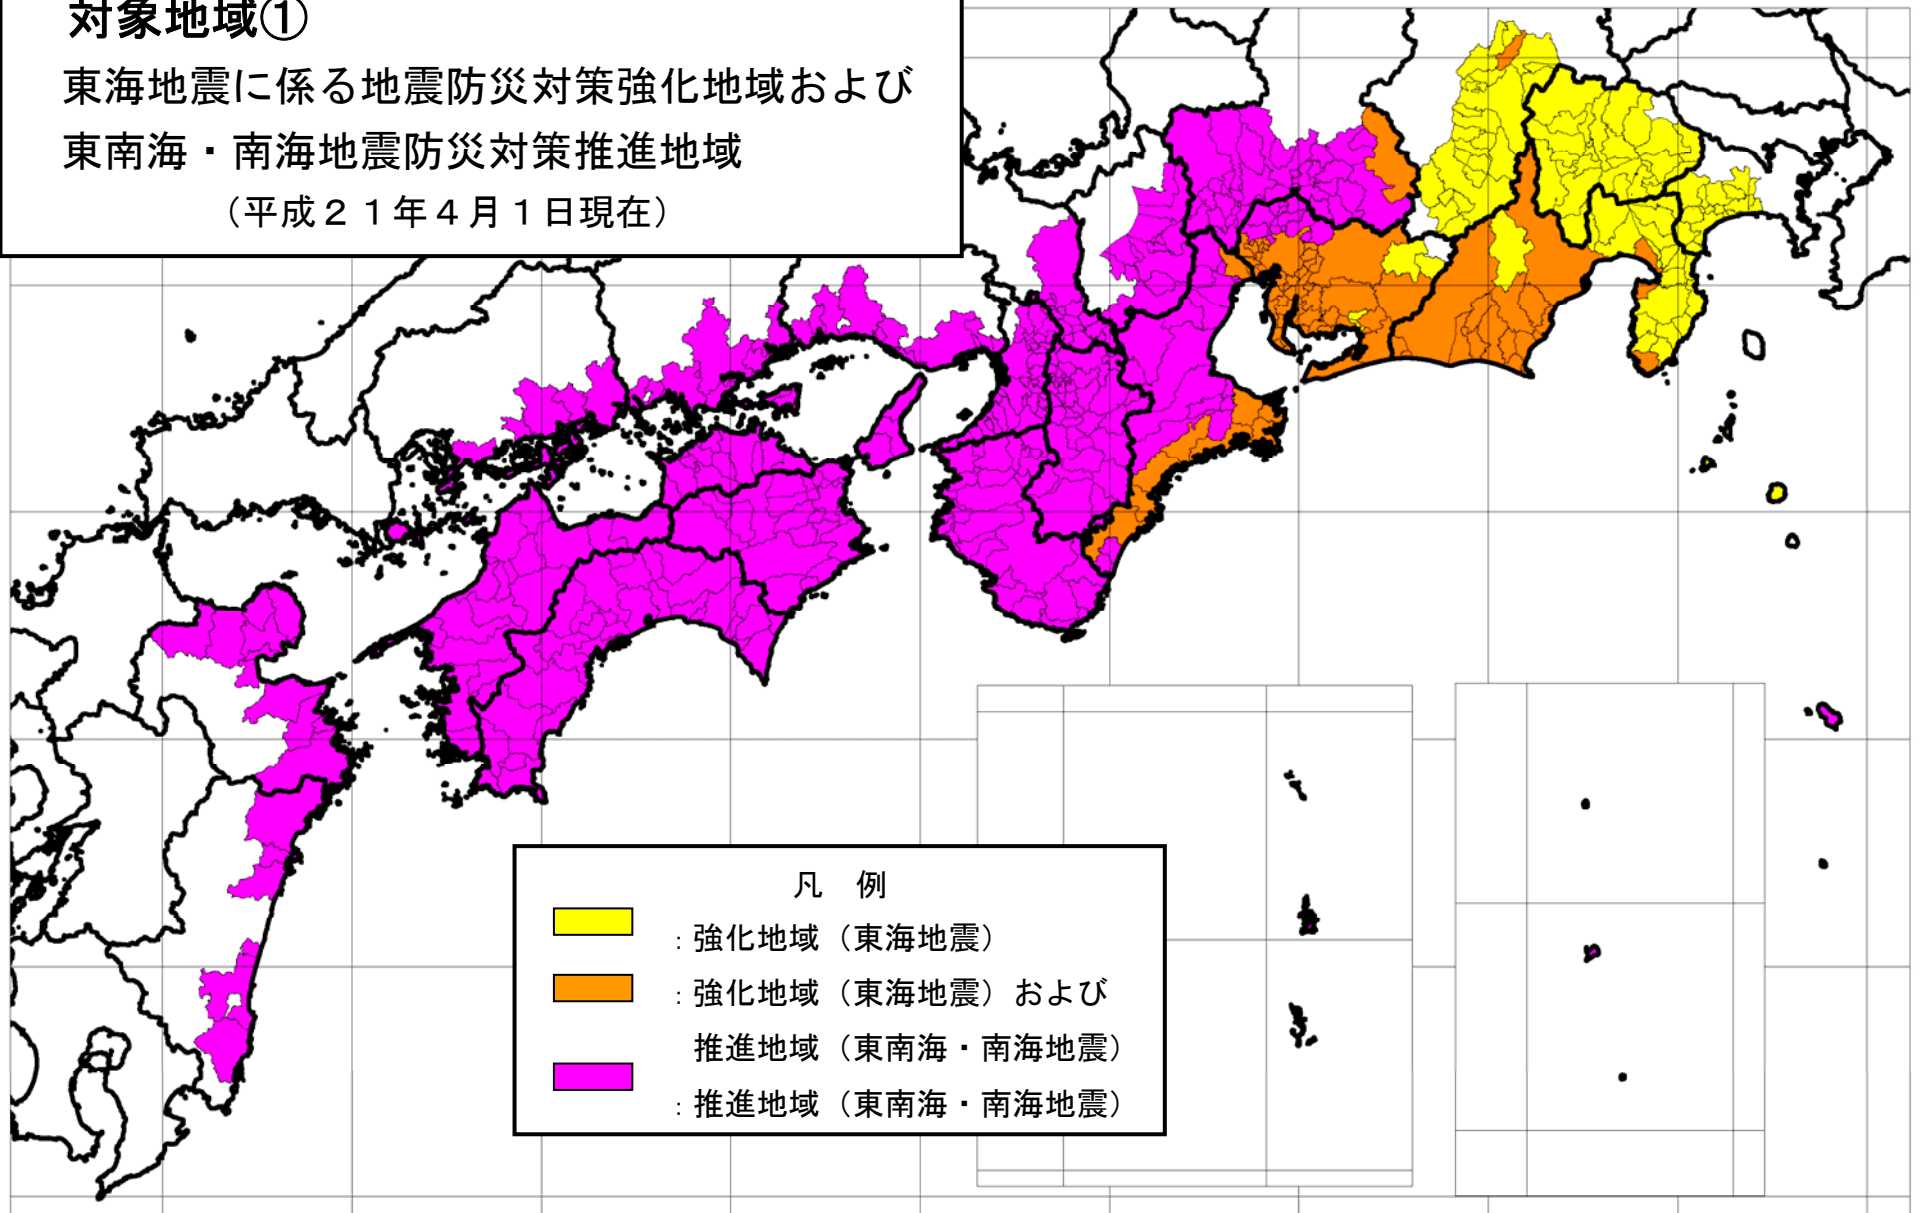 対象地域①
東海地震に係る地震防災対策強化地域および
東南海・南海地震防災対策推進地域
（平成２１年４月１日現在）
凡　例
：強化地域（東海地震）
：強化地域（東海地震）および
推進地域（東南海・南海地震）
：推進地域（東南海・南海地震）